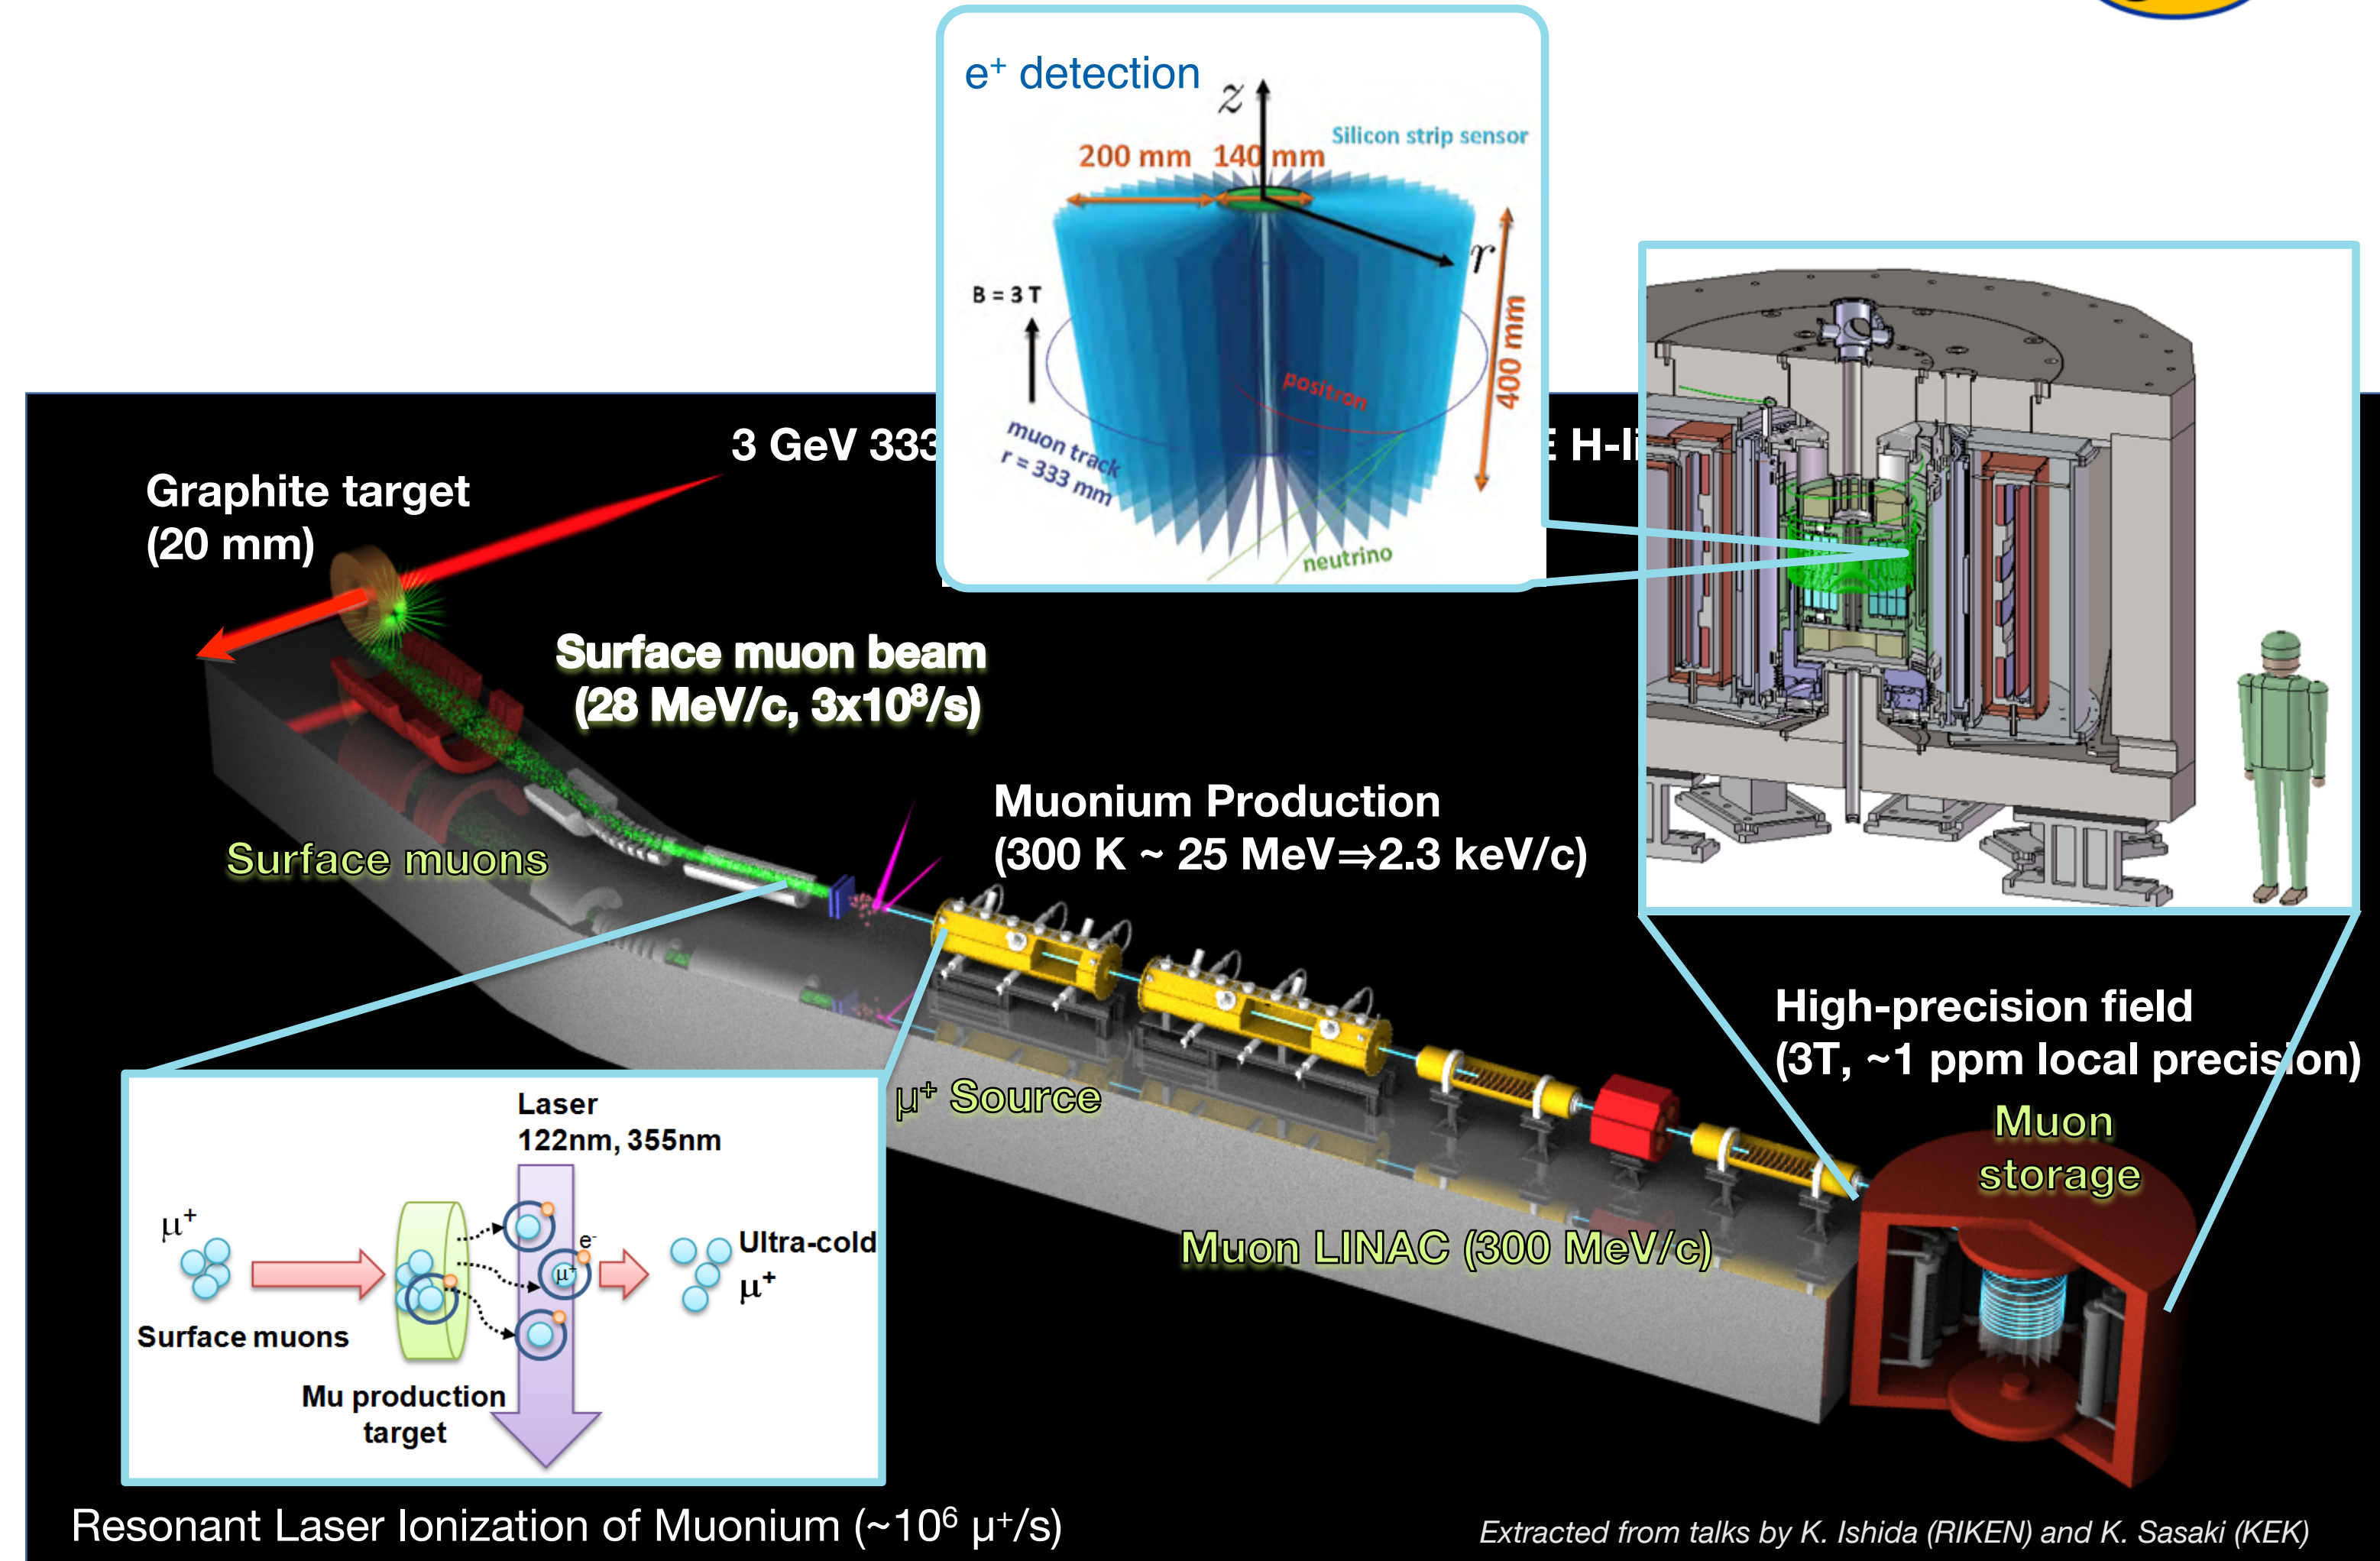 e⁺ detection
z
Silicon strip sensor
200 mm 140 mm
r
B = 3 T
400 mm
positron
muon track
r = 333 mm
neutrino
3 GeV 333
H-li
Graphite target
(20 mm)
Surface muon beam
(28 MeV/c, 3x10⁸/s)
Muonium Production
(300 K ~ 25 MeV⇒2.3 keV/c)
Surface muons
High-precision field
(3T, ~1 ppm local precision)
Muon
storage
μ⁺ Source
Muon LINAC (300 MeV/c)
Laser
122nm, 355nm
μ⁺
e⁻
μ⁺
Ultra-cold
μ⁺
Surface muons
Mu production
target
Resonant Laser Ionization of Muonium (~10⁶ μ⁺/s)
Extracted from talks by K. Ishida (RIKEN) and K. Sasaki (KEK)